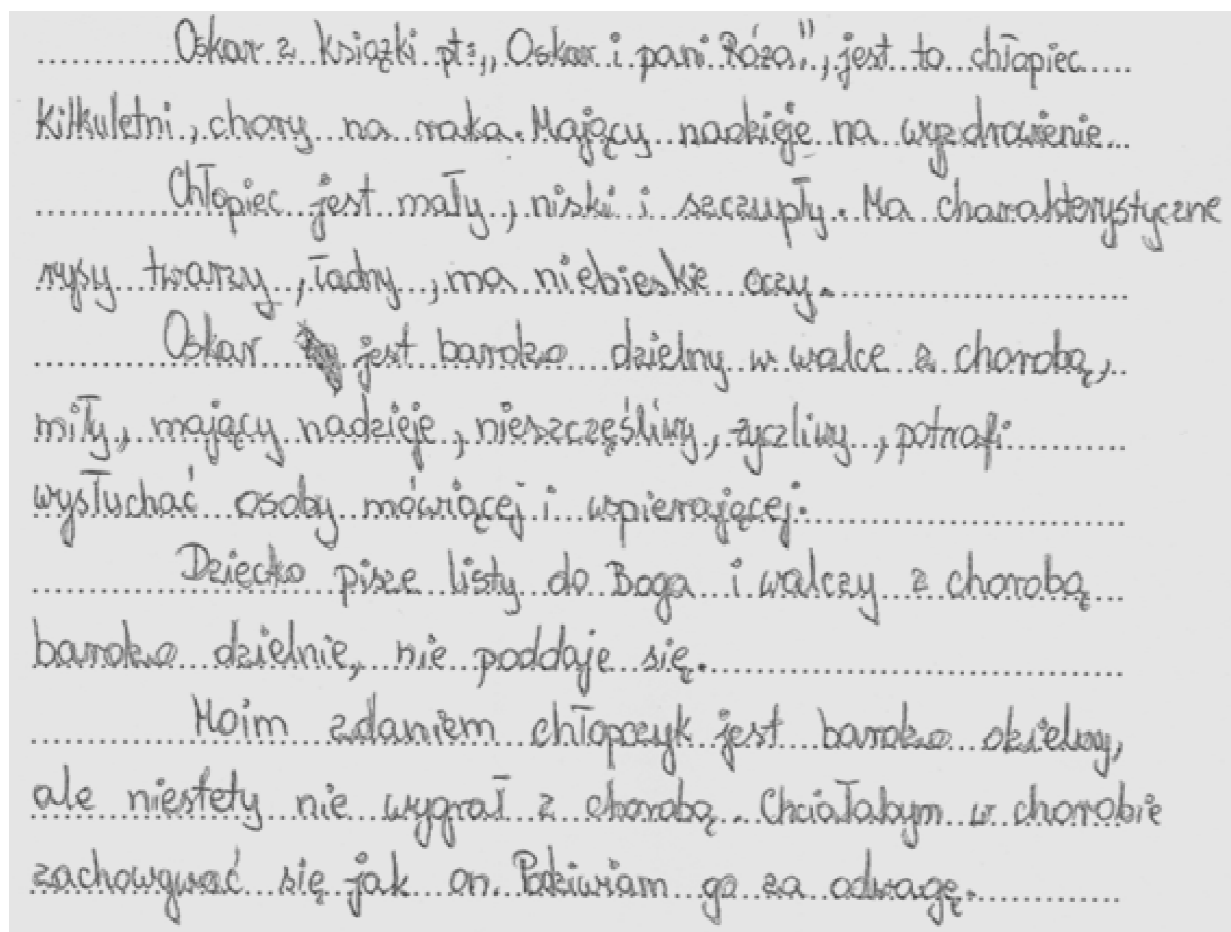 Oskar z książki pt: „Oskar i pani Róża", jest to chłopiec
kilkuletni, chory na raka. Mający nadzieje na wyzdrowienie.
Chłopiec jest mały, niski i szczupły. Ma charakterystyczne
rysy twarzy, ładny, ma niebieskie oczy.
Oskar jest bardzo dzielny w walce z chorobą,
miły, mający nadzieje, nieszczęśliwy, życzliwy, potrafi
wysłuchać osoby mówiącej i wspierającej.
Dziecko pisze listy do Boga i walczy z chorobą
bardzo dzielnie, nie poddaje się.
Moim zdaniem chłopczyk jest bardzo dzielny,
ale niestety nie wygrał z chorobą. Chciałabym w chorobie
zachowywać się jak on. Podziwiam go za odwagę.